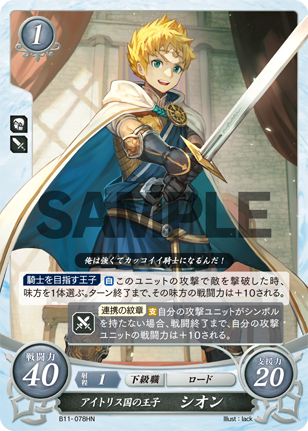 1
SAMPLE
俺は強くてカッコイイ騎士になるんだ！
騎士を目指す王子 自 このユニットの攻撃で敵を撃破した時、
味方を1体選ぶ。ターン終了まで、その味方の戦闘力は＋10される。
連携の紋章 支 自分の攻撃ユニットがシンボル
を持たない場合、戦闘終了まで、自分の攻撃
ユニットの戦闘力は＋10される。
戦闘力
40
射程 1 下級職 ロード
支援力
20
アイトリス国の王子 シオン
B11-078HN
Illust : lack